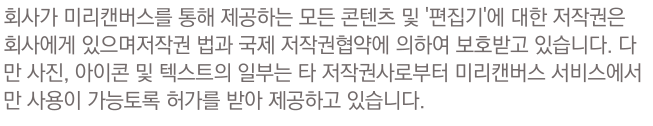 회사가 미리캔버스를 통해 제공하는 모든 콘텐츠 및 '편집기'에 대한 저작권은
회사에게 있으며저작권 법과 국제 저작권협약에 의하여 보호받고 있습니다. 다
만 사진, 아이콘 및 텍스트의 일부는 타 저작권사로부터 미리캔버스 서비스에서
만 사용이 가능토록 허가를 받아 제공하고 있습니다.